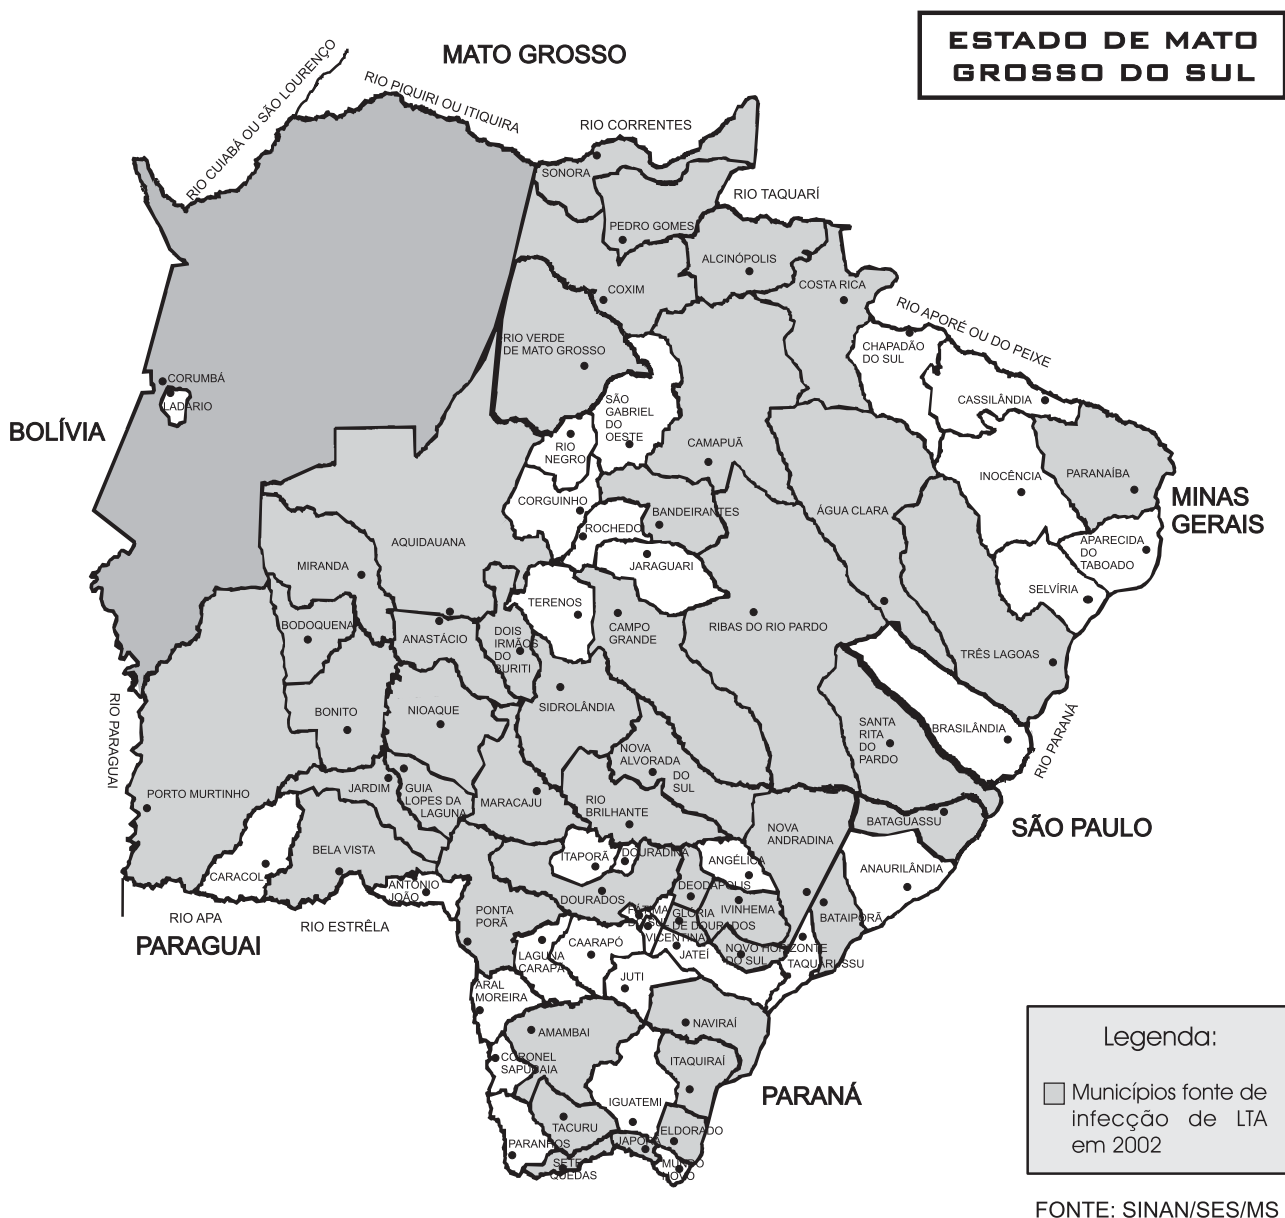 ESTADO DE MATO
GROSSO DO SUL
MATO GROSSO
RIO CUIABÁ OU SÃO LOURENÇO
RIO PIQUIRI OU ITIQUIRA
RIO CORRENTES
SONORA
RIO TAQUARÍ
PEDRO GOMES
ALCINÓPOLIS
COXIM
COSTA RICA
RIO APORÉ OU DO PEIXE
RIO VERDE
DE MATO GROSSO
CHAPADÃO
DO SUL
CORUMBÁ
LADÁRIO
CASSILÂNDIA
SÃO
GABRIEL
DO
OESTE
BOLÍVIA
RIO
NEGRO
CAMAPUÃ
INOCÊNCIA
PARANAÍBA
MINAS
GERAIS
CORGUINHO
BANDEIRANTES
ÁGUA CLARA
ROCHEDO
AQUIDAUANA
APARECIDA
DO
TABOADO
MIRANDA
JARAGUARI
SELVÍRIA
TERENOS
BODOQUENA
ANASTÁCIO
DOIS
IRMÃOS
DO
BURITI
CAMPO
GRANDE
RIBAS DO RIO PARDO
TRÊS LAGOAS
RIO PARAGUAI
BONITO
NIOAQUE
SIDROLÂNDIA
SANTA
RITA
DO
PARDO
BRASILÂNDIA
RIO PARANÁ
NOVA
ALVORADA
DO
SUL
PORTO MURTINHO
JARDIM
GUIA
LOPES DA
LAGUNA
MARACAJU
RIO
BRILHANTE
NOVA
ANDRADINA
BATAGUASSU
SÃO PAULO
BELA VISTA
ITAPORÃ
DOURADINA
ANGÉLICA
ANAURILÂNDIA
CARACOL
ANTÔNIO
JOÃO
DEODÁPOLIS
DOURADOS
IVINHEMA
RIO APA
RIO ESTRÊLA
PONTA
PORÃ
FÁTIMA
DO SUL
GLÓRIA
DE DOURADOS
BATAIPORÃ
VICENTINA
PARAGUAI
LAGUNA
CARAPÃ
CAARAPÓ
JATEÍ
NOVO HORIZONTE
DO SUL
TAQUARUSSU
JUTI
ARAL
MOREIRA
AMAMBAI
NAVIRAÍ
CORONEL
SAPUCAIA
ITAQUIRAÍ
PARANÁ
IGUATEMI
TACURU
ELDORADO
PARANHOS
JAPORÃ
SETE
QUEDAS
MUNDO
NOVO
Legenda:
Municípios fonte de
infecção de LTA
em 2002
FONTE: SINAN/SES/MS